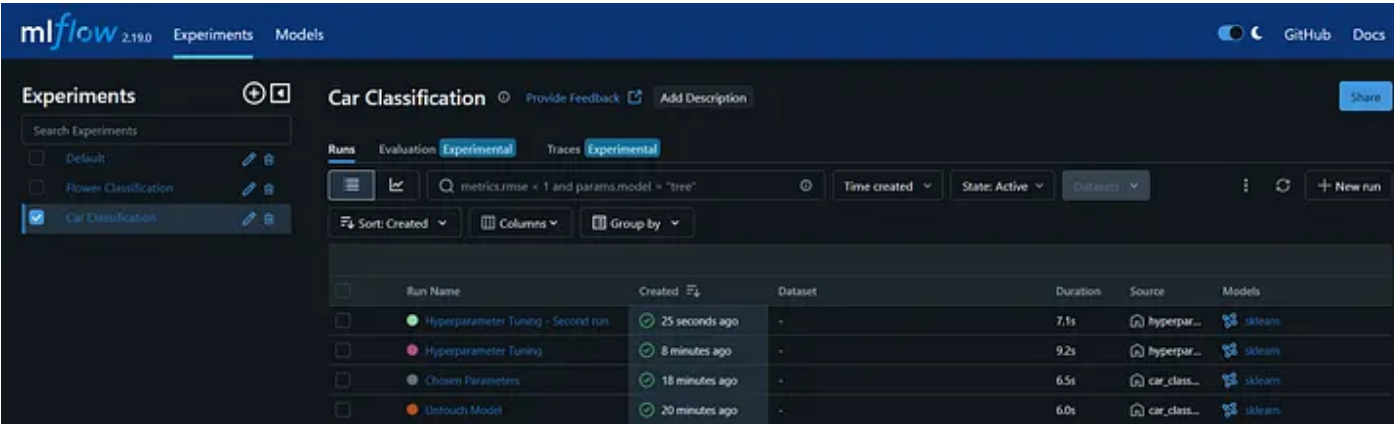 mlflow 2.19.0 Experiments Models GitHub Docs
Experiments
Search Experiments
Default
Flower Classification
Car Classification
Car Classification Provide Feedback Add Description Share
Runs Evaluation Experimental Traces Experimental
metrics.rmse < 1 and params.model = "tree" Time created State: Active Datasets New run
Sort: Created Columns Group by
Run Name Created Dataset Duration Source Models
Hyperparameter Tuning - Second run 25 seconds ago - 7.1s hyperpar... sklearn
Hyperparameter Tuning 8 minutes ago - 9.2s hyperpar... sklearn
Chosen Parameters 18 minutes ago - 6.5s car_class... sklearn
Untouch Model 20 minutes ago - 6.0s car_class... sklearn